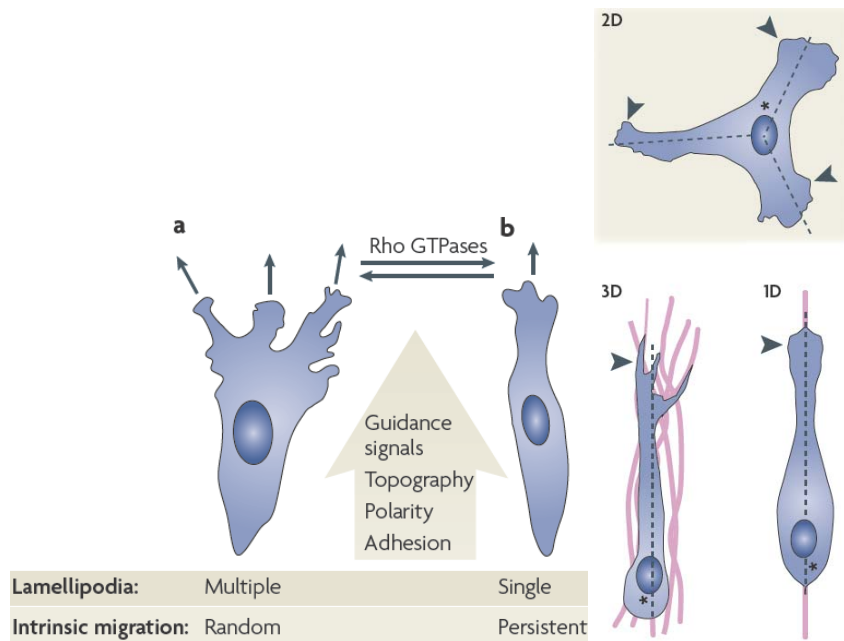 2D
a
Rho GTPases
b
3D
1D
Guidance
signals
Topography
Polarity
Adhesion
Lamellipodia: Multiple Single
Intrinsic migration: Random Persistent
*
*
*